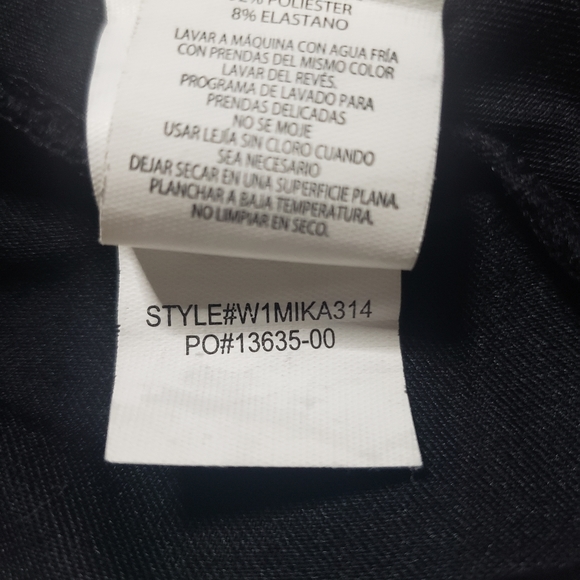 POLIESTER
8% ELASTANO
LAVAR A MÁQUINA CON AGUA FRÍA
CON PRENDAS DEL MISMO COLOR
LAVAR DEL REVÉS.
PROGRAMA DE LAVADO PARA
PRENDAS DELICADAS
NO SE MOJE
USAR LEJÍA SIN CLORO CUANDO
SEA NECESARIO
DEJAR SECAR EN UNA SUPERFICIE PLANA.
PLANCHAR A BAJA TEMPERATURA.
NO LIMPIAR EN SECO.
STYLE#W1MIKA314
PO#13635-00